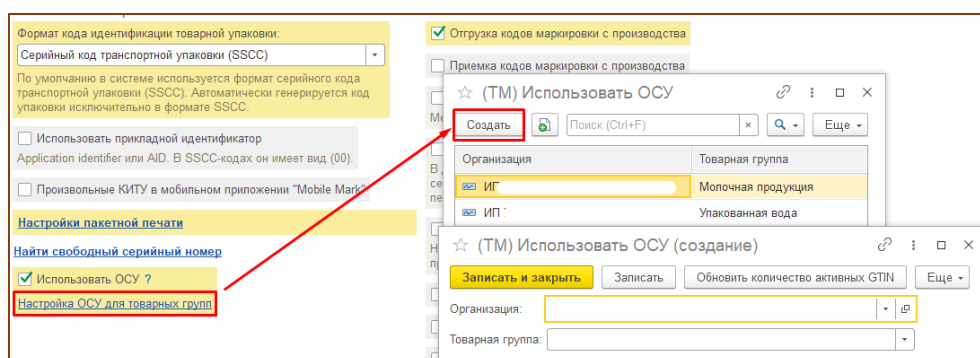 Формат кода идентификации товарной упаковки:
Серийный код транспортной упаковки (SSCC)
По умолчанию в системе используется формат серийного кода
транспортной упаковки (SSCC). Автоматически генерируется код
упаковки исключительно в формате SSCC.
Использовать прикладной идентификатор
Application identifier или AID. В SSCC-кодах он имеет вид (00).
Произвольные КИТУ в мобильном приложении "Mobile Mark"
Настройки пакетной печати
Найти свободный серийный номер
Использовать ОСУ ?
Настройка ОСУ для товарных групп
Отгрузка кодов маркировки с производства
Приемка кодов маркировки с производства
(ТМ) Использовать ОСУ
Создать
Поиск (Ctrl+F)
Еще
Организация
Товарная группа
ИП
Молочная продукция
ИП
Упакованная вода
(ТМ) Использовать ОСУ (создание)
Записать и закрыть
Записать
Обновить количество активных GTIN
Еще
Организация:
Товарная группа: